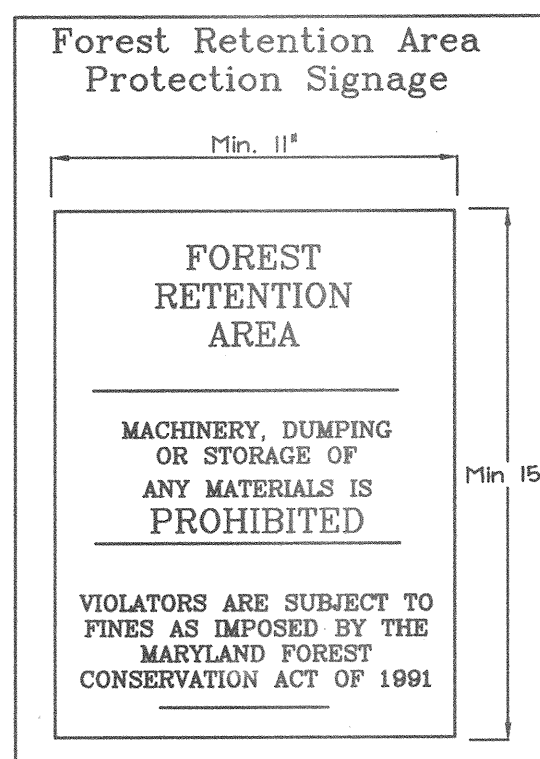 Forest Retention Area
Protection Signage
Min. 11"
FOREST
RETENTION
AREA
MACHINERY, DUMPING
OR STORAGE OF
ANY MATERIALS IS
PROHIBITED
Min 15
VIOLATORS ARE SUBJECT TO
FINES AS IMPOSED BY THE
MARYLAND FOREST
CONSERVATION ACT OF 1991